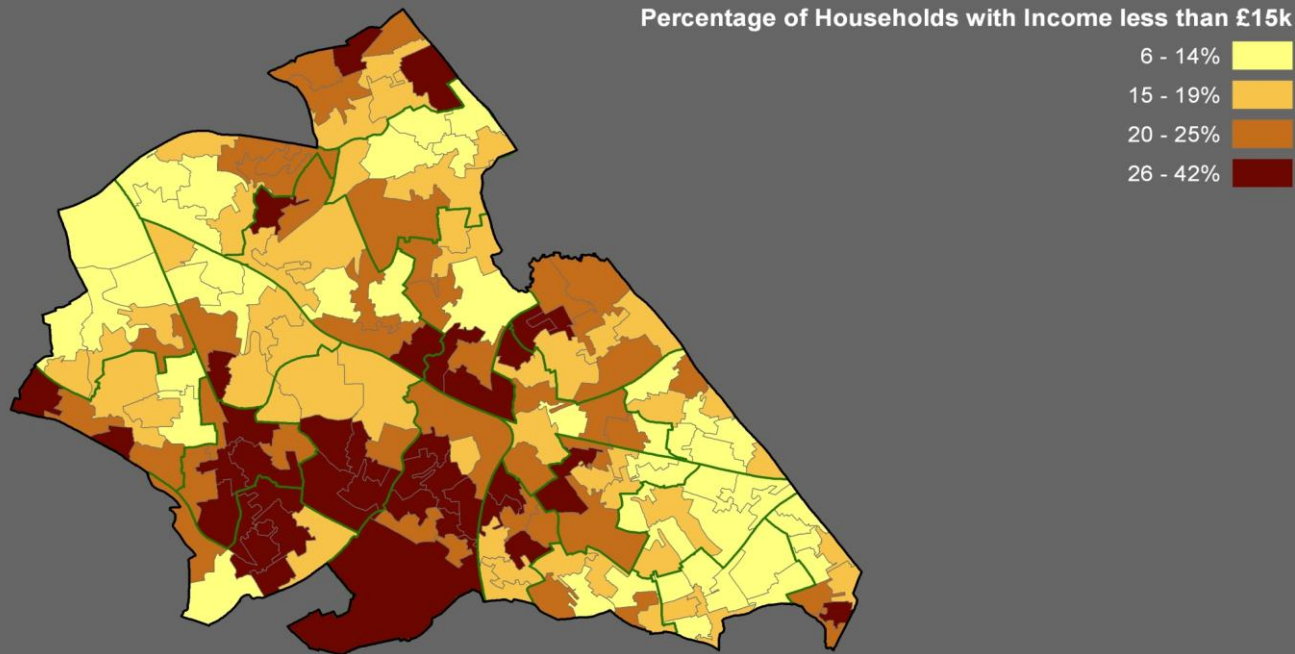 Percentage of Households with Income less than £15k
6 - 14%
15 - 19%
20 - 25%
26 - 42%